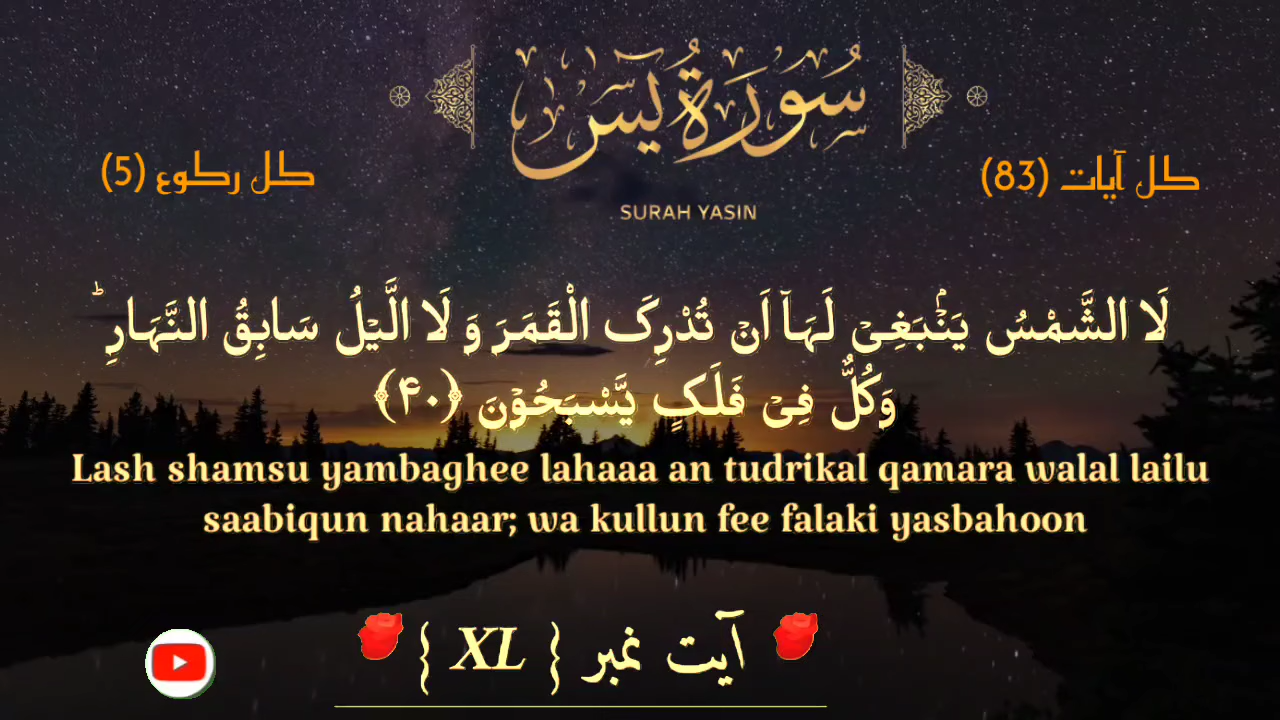 سُورَةُ يٰسٓ
SURAH YASIN
کل آیات (83)
کل رکوع (5)
لَا الشَّمْسُ یَنْۢبَغِیْ لَهَاۤ اَنْ تُدْرِكَ الْقَمَرَ وَ لَا الَّیْلُ سَابِقُ النَّهَارِؕ
وَكُلٌّ فِیْ فَلَكٍ یَّسْبَحُوْنَ ﴿۴۰﴾
Lash shamsu yambaghee lahaaa an tudrikal qamara walal lailu
saabiqun nahaar; wa kullun fee falaki yasbahoon
آیت نمبر { XL }